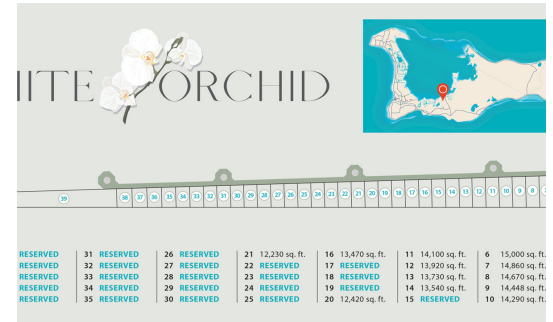 ITE ORCHID
39 38 37 36 35 34 33 32 31 30 29 28 27 26 25 24 23 22 21 20 19 18 17 16 15 14 13 12 11 10 9 8
RESERVED 31 RESERVED 26 RESERVED 21 12,230 sq. ft. 16 13,470 sq. ft. 11 14,100 sq. ft. 6 15,000 sq. ft.
RESERVED 32 RESERVED 27 RESERVED 22 RESERVED 17 RESERVED 12 13,920 sq. ft. 7 14,860 sq. ft.
RESERVED 33 RESERVED 28 RESERVED 23 RESERVED 18 RESERVED 13 13,730 sq. ft. 8 14,670 sq. ft.
RESERVED 34 RESERVED 29 RESERVED 24 RESERVED 19 RESERVED 14 13,540 sq. ft. 9 14,448 sq. ft.
RESERVED 35 RESERVED 30 RESERVED 25 RESERVED 20 12,420 sq. ft. 15 RESERVED 10 14,290 sq. ft.